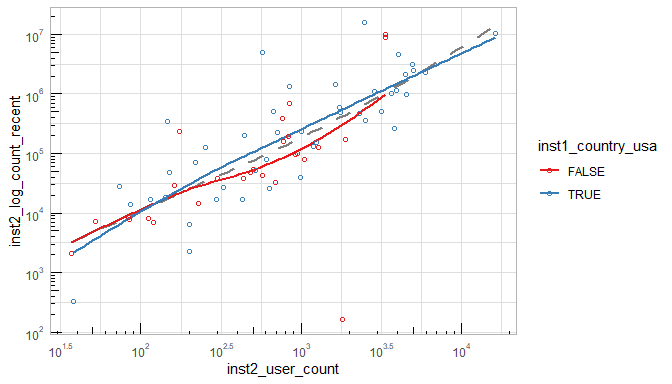 inst2_log_count_recent
10^7
10^6
10^5
10^4
10^3
10^2
10^1.5
10^2
10^2.5
10^3
10^3.5
10^4
inst2_user_count
inst1_country_usa
FALSE
TRUE